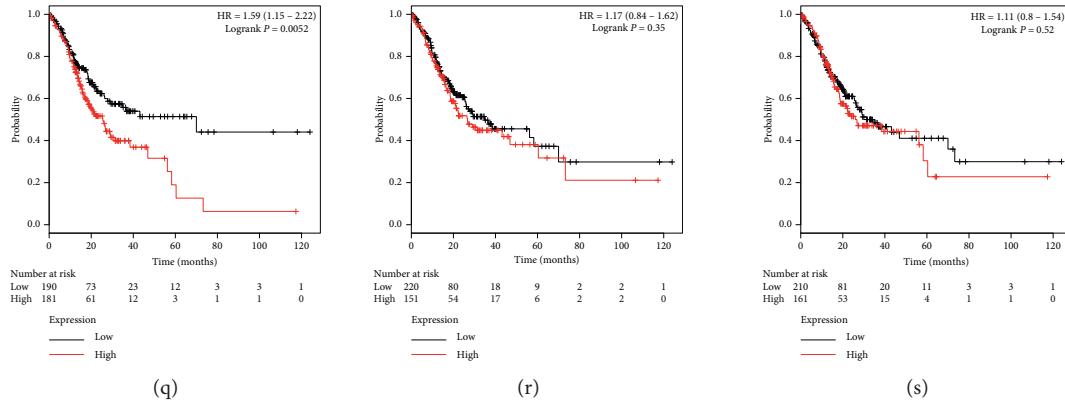 HR = 1.59 (1.15 – 2.22)
Logrank P = 0.0052
1.0
0.8
0.6
0.4
0.2
0.0
Probability
0 20 40 60 80 100 120
Time (months)
Number at risk
Low 190 73 23 12 3 3 1
High 181 61 12 3 1 1 0
Expression
Low
High
(q)
HR = 1.17 (0.84 – 1.62)
Logrank P = 0.35
1.0
0.8
0.6
0.4
0.2
0.0
Probability
0 20 40 60 80 100 120
Time (months)
Number at risk
Low 220 80 18 9 2 2 1
High 151 54 17 6 2 2 0
Expression
Low
High
(r)
HR = 1.11 (0.8 – 1.54)
Logrank P = 0.52
1.0
0.8
0.6
0.4
0.2
0.0
Probability
0 20 40 60 80 100 120
Time (months)
Number at risk
Low 210 81 20 11 3 3 1
High 161 53 15 4 1 1 0
Expression
Low
High
(s)